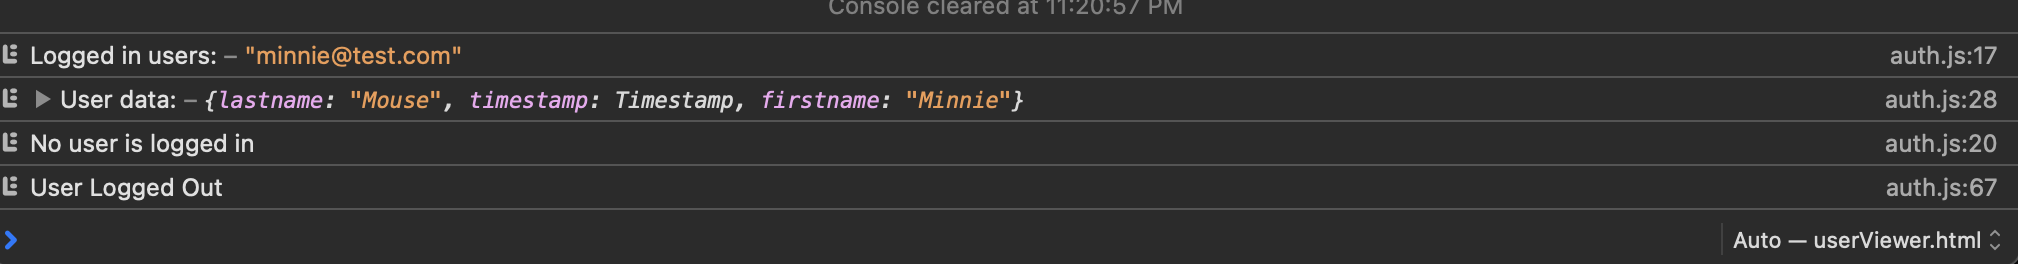 Console cleared at 11:20:57 PM
Logged in users: – "minnie@test.com" auth.js:17
User data: – {lastname: "Mouse", timestamp: Timestamp, firstname: "Minnie"} auth.js:28
No user is logged in auth.js:20
User Logged Out auth.js:67
Auto — userViewer.html